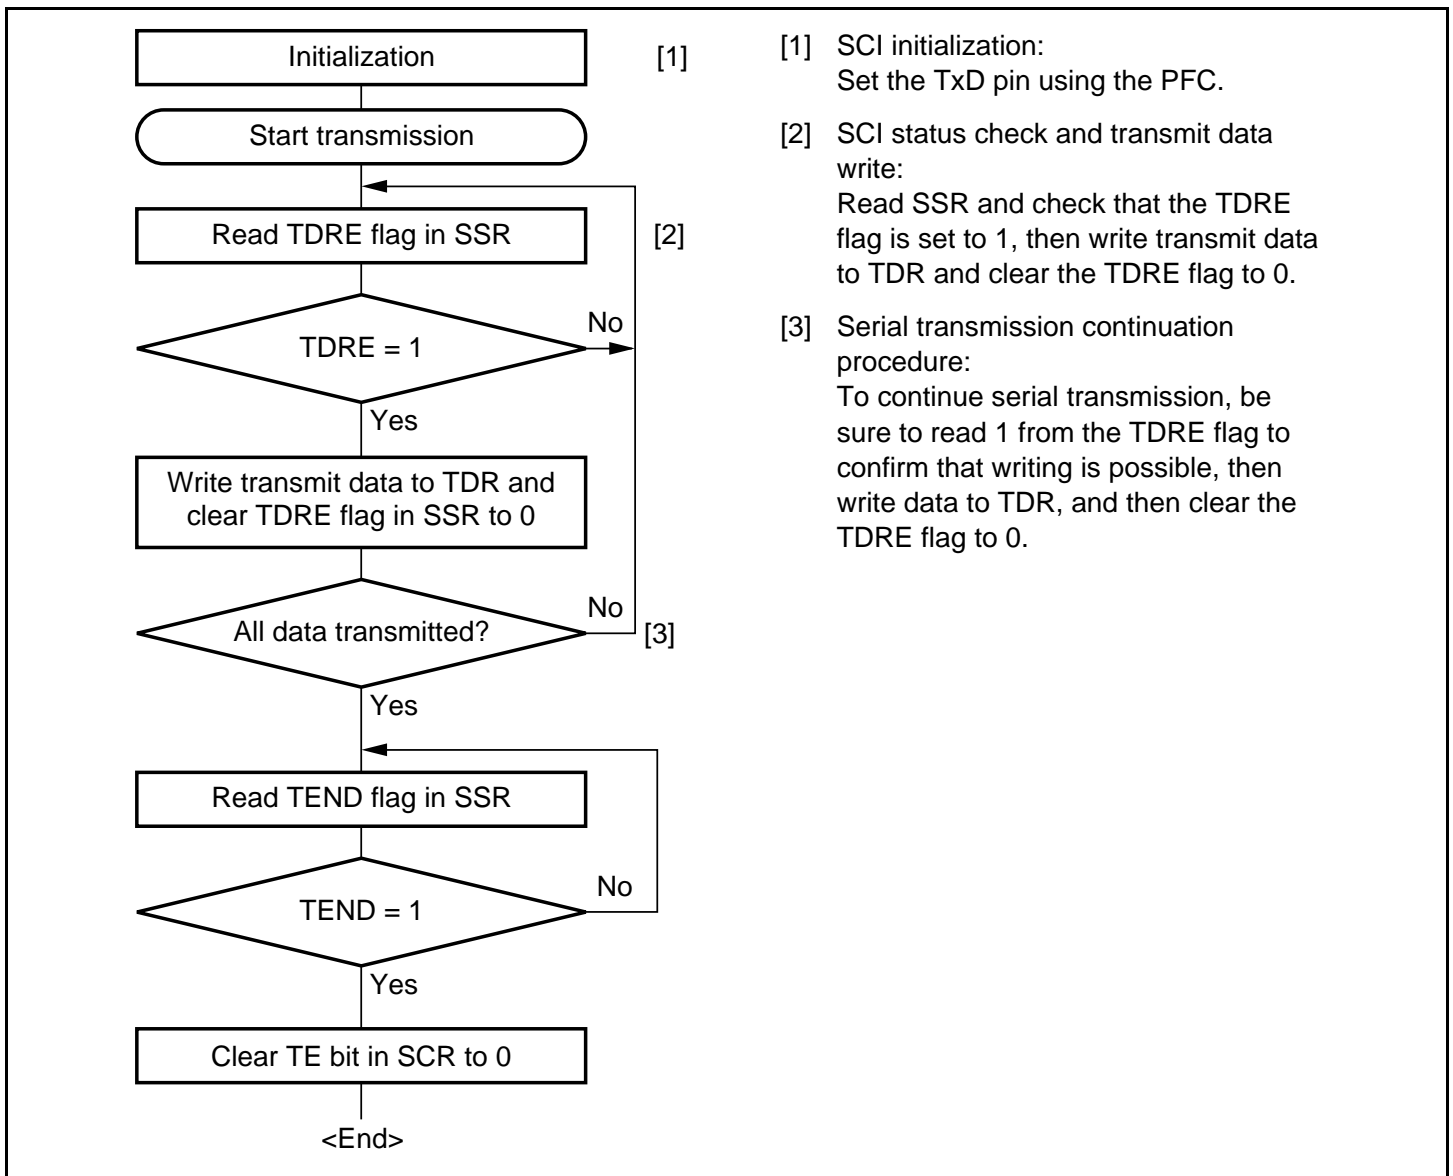 Initialization
[1]
Start transmission
Read TDRE flag in SSR
[2]
TDRE = 1
No
Yes
Write transmit data to TDR and
clear TDRE flag in SSR to 0
All data transmitted?
No
[3]
Yes
Read TEND flag in SSR
TEND = 1
No
Yes
Clear TE bit in SCR to 0
<End>
[1] SCI initialization:
Set the TxD pin using the PFC.
[2] SCI status check and transmit data
write:
Read SSR and check that the TDRE
flag is set to 1, then write transmit data
to TDR and clear the TDRE flag to 0.
[3] Serial transmission continuation
procedure:
To continue serial transmission, be
sure to read 1 from the TDRE flag to
confirm that writing is possible, then
write data to TDR, and then clear the
TDRE flag to 0.